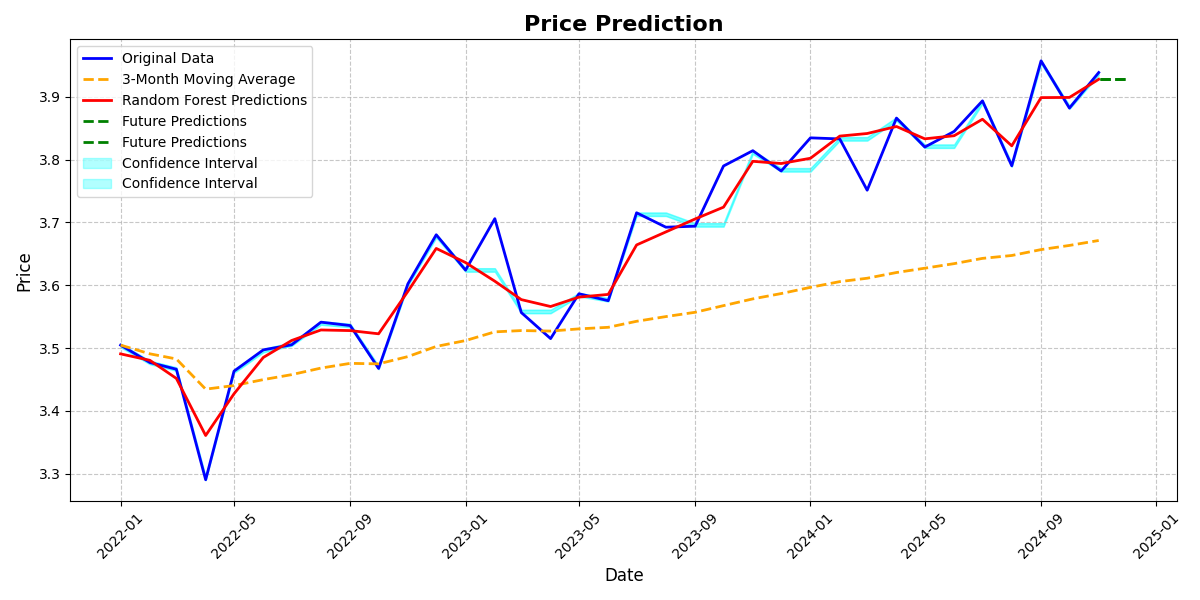 Price Prediction
Original Data
3-Month Moving Average
Random Forest Predictions
Future Predictions
Future Predictions
Confidence Interval
Confidence Interval
Price
3.9
3.8
3.7
3.6
3.5
3.4
3.3
2022-01
2022-05
2022-09
2023-01
2023-05
2023-09
2024-01
2024-05
2024-09
2025-01
Date